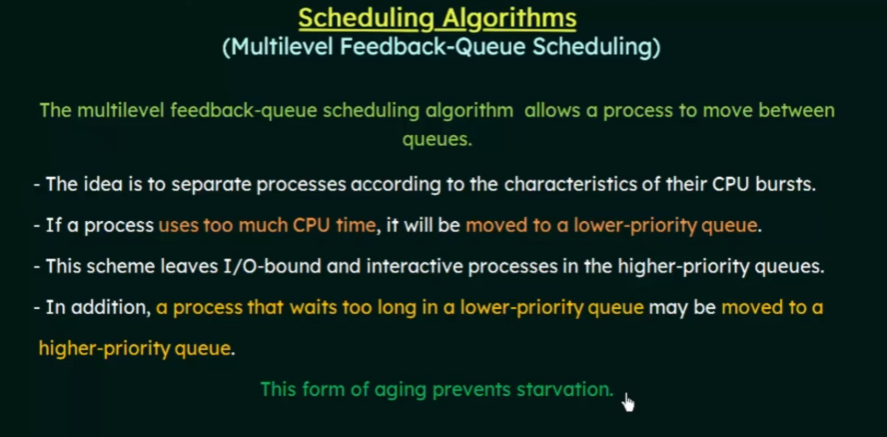 Scheduling Algorithms
(Multilevel Feedback-Queue Scheduling)
The multilevel feedback-queue scheduling algorithm allows a process to move between
queues.
- The idea is to separate processes according to the characteristics of their CPU bursts.
- If a process uses too much CPU time, it will be moved to a lower-priority queue.
- This scheme leaves I/O-bound and interactive processes in the higher-priority queues.
- In addition, a process that waits too long in a lower-priority queue may be moved to a
higher-priority queue.
This form of aging prevents starvation.